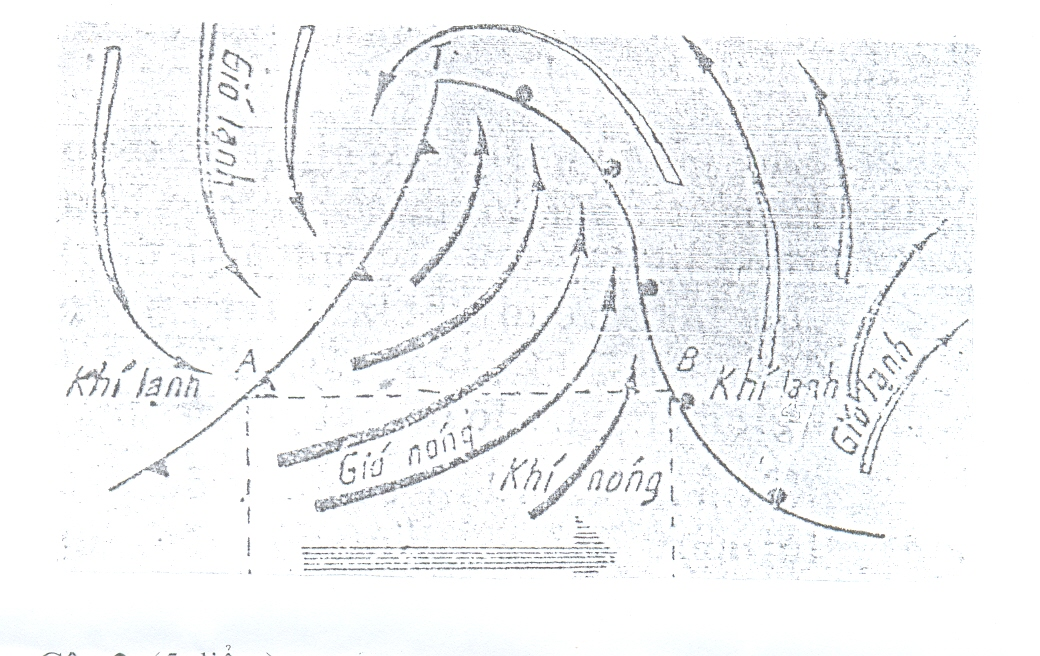 T.
Gió lạnh
A
Khí lạnh
B
Khí lạnh
Gió lạnh
Gió nóng
Khí nóng